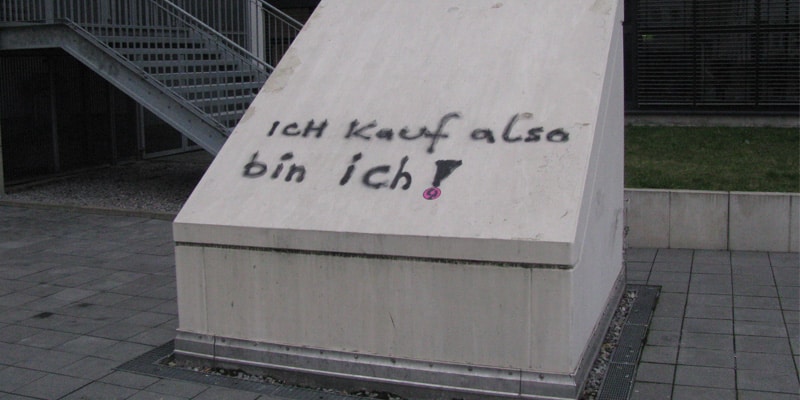 ICH Kauf also
bin ich!